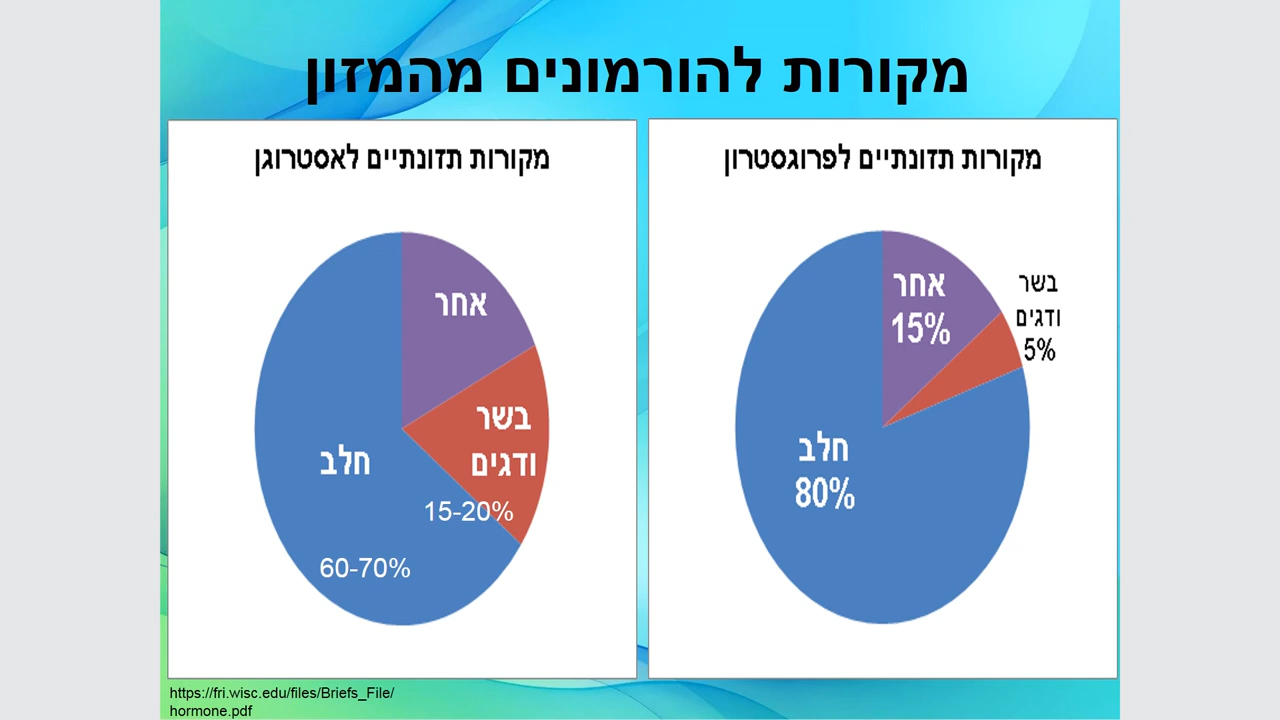 מקורות להורמונים מהמזון
מקורות תזונתיים לפרוגסטרון
אחר
15%
בשר
ודגים
5%
חלב
80%
מקורות תזונתיים לאסטרוגן
אחר
בשר
ודגים
15-20%
חלב
60-70%
https://fri.wisc.edu/files/Briefs_File/
hormone.pdf